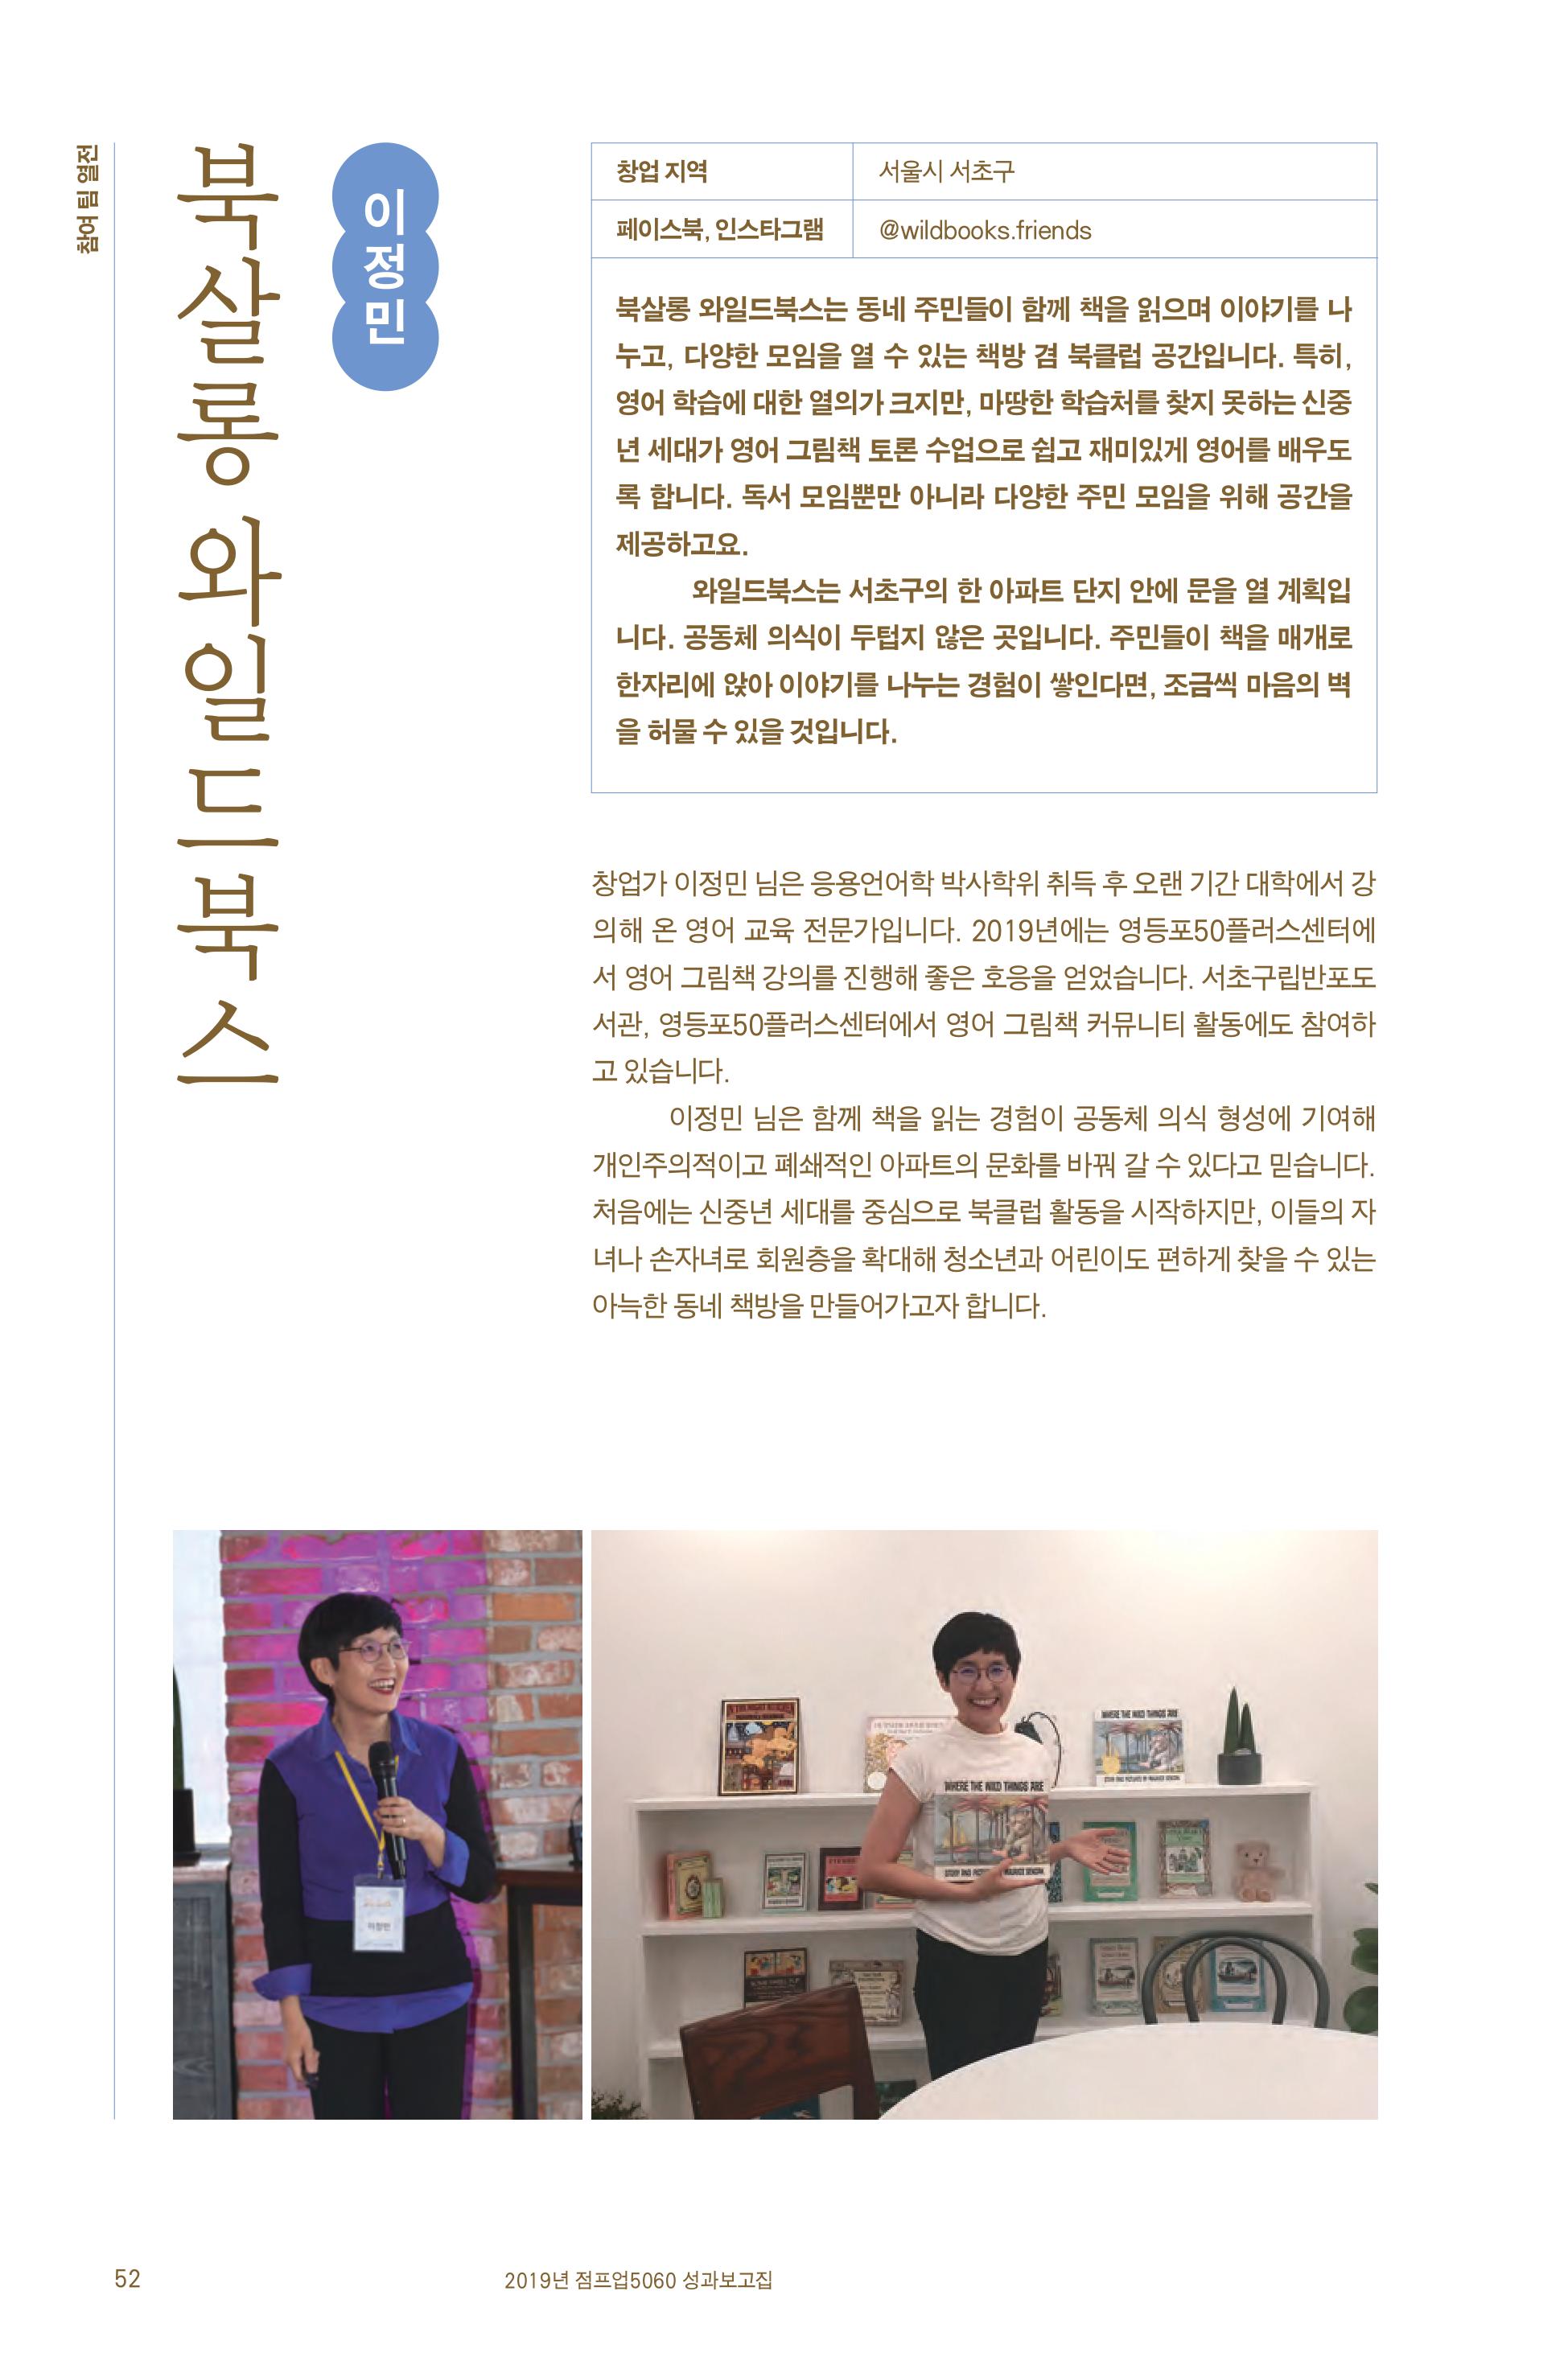 참여 팀 열전
북살롱 와일드북스
이정민
창업 지역
서울시 서초구
페이스북, 인스타그램
@wildbooks.friends
북살롱 와일드북스는 동네 주민들이 함께 책을 읽으며 이야기를 나
누고, 다양한 모임을 열 수 있는 책방 겸 북클럽 공간입니다. 특히,
영어 학습에 대한 열의가 크지만, 마땅한 학습처를 찾지 못하는 신중
년 세대가 영어 그림책 토론 수업으로 쉽고 재미있게 영어를 배우도
록 합니다. 독서 모임뿐만 아니라 다양한 주민 모임을 위해 공간을
제공하고요.
와일드북스는 서초구의 한 아파트 단지 안에 문을 열 계획입
니다. 공동체 의식이 두텁지 않은 곳입니다. 주민들이 책을 매개로
한자리에 앉아 이야기를 나누는 경험이 쌓인다면, 조금씩 마음의 벽
을 허물 수 있을 것입니다.
창업가 이정민 님은 응용언어학 박사학위 취득 후 오랜 기간 대학에서 강
의해 온 영어 교육 전문가입니다. 2019년에는 영등포50플러스센터에
서 영어 그림책 강의를 진행해 좋은 호응을 얻었습니다. 서초구립반포도
서관, 영등포50플러스센터에서 영어 그림책 커뮤니티 활동에도 참여하
고 있습니다.
이정민 님은 함께 책을 읽는 경험이 공동체 의식 형성에 기여해
개인주의적이고 폐쇄적인 아파트의 문화를 바꿔 갈 수 있다고 믿습니다.
처음에는 신중년 세대를 중심으로 북클럽 활동을 시작하지만, 이들의 자
녀나 손자녀로 회원층을 확대해 청소년과 어린이도 편하게 찾을 수 있는
아늑한 동네 책방을 만들어가고자 합니다.
이정민
IN THE NIGHT KITCHEN
WHERE THE WILD THINGS ARE
STORY AND PICTURES BY MAURICE SENDAK
WHERE THE WILD THINGS ARE
STORY AND MAURICE SENDAK
52
2019년 점프업5060 성과보고집